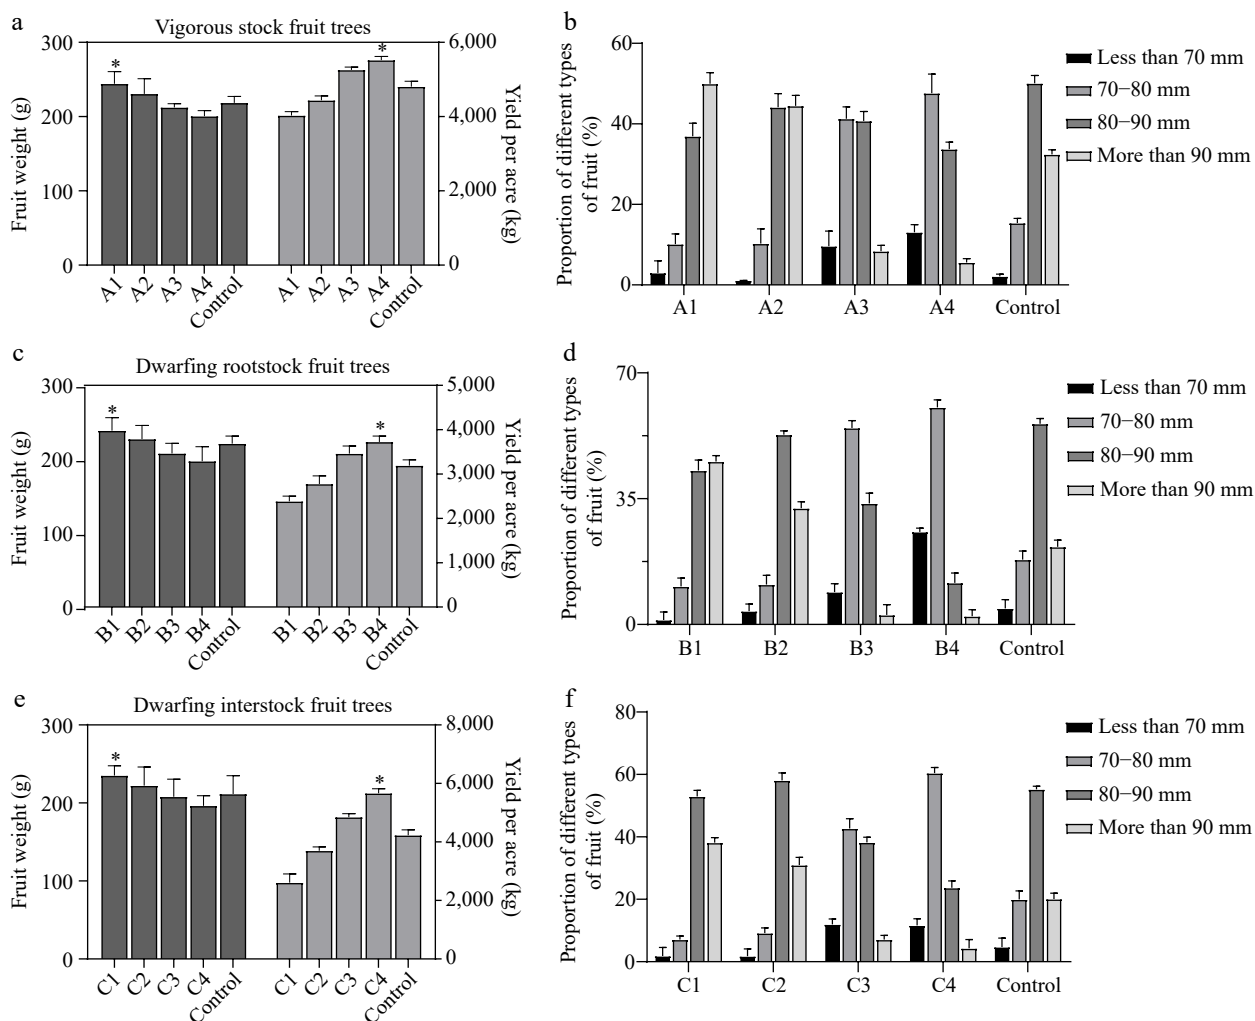 a
Vigorous stock fruit trees
Fruit weight (g)
300
200
100
0
6,000
4,000
2,000
0
Yield per acre (kg)
*
*
A1
A2
A3
A4
Control
A1
A2
A3
A4
Control
b
Proportion of different types
of fruit (%)
60
40
20
0
A1
A2
A3
A4
Control
Less than 70 mm
70−80 mm
80−90 mm
More than 90 mm
c
Dwarfing rootstock fruit trees
Fruit weight (g)
300
200
100
0
5,000
4,000
3,000
2,000
1,000
0
Yield per acre (kg)
*
*
B1
B2
B3
B4
Control
B1
B2
B3
B4
Control
d
Proportion of different types
of fruit (%)
70
35
0
B1
B2
B3
B4
Control
Less than 70 mm
70−80 mm
80−90 mm
More than 90 mm
e
Dwarfing interstock fruit trees
Fruit weight (g)
300
200
100
0
8,000
6,000
4,000
2,000
0
Yield per acre (kg)
*
*
C1
C2
C3
C4
Control
C1
C2
C3
C4
Control
f
Proportion of different types
of fruit (%)
80
60
40
20
0
C1
C2
C3
C4
Control
Less than 70 mm
70−80 mm
80−90 mm
More than 90 mm